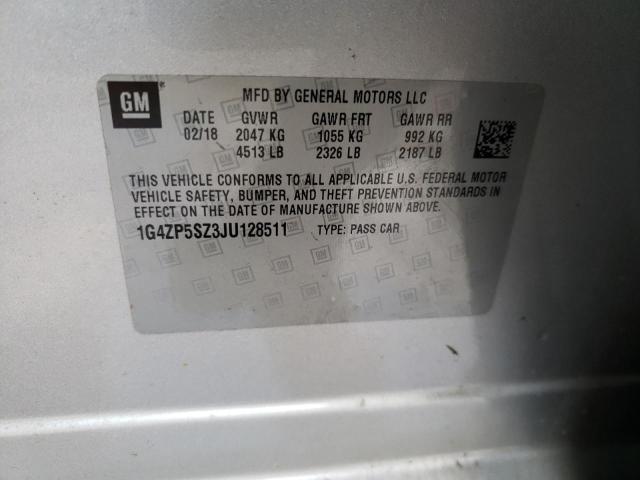 GM
MFD BY GENERAL MOTORS LLC
DATE GVWR GAWR FRT GAWR RR
02/18 2047 KG 1055 KG 992 KG
4513 LB 2326 LB 2187 LB
THIS VEHICLE CONFORMS TO ALL APPLICABLE U.S. FEDERAL MOTOR
VEHICLE SAFETY, BUMPER, AND THEFT PREVENTION STANDARDS IN
EFFECT ON THE DATE OF MANUFACTURE SHOWN ABOVE.
1G4ZP5SZ3JU128511 TYPE: PASS CAR